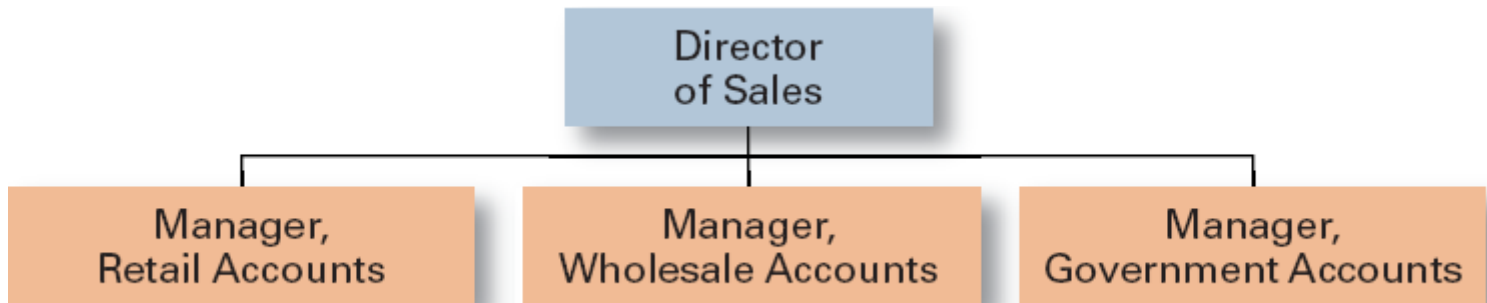 Director
of Sales
Manager,
Retail Accounts
Manager,
Wholesale Accounts
Manager,
Government Accounts